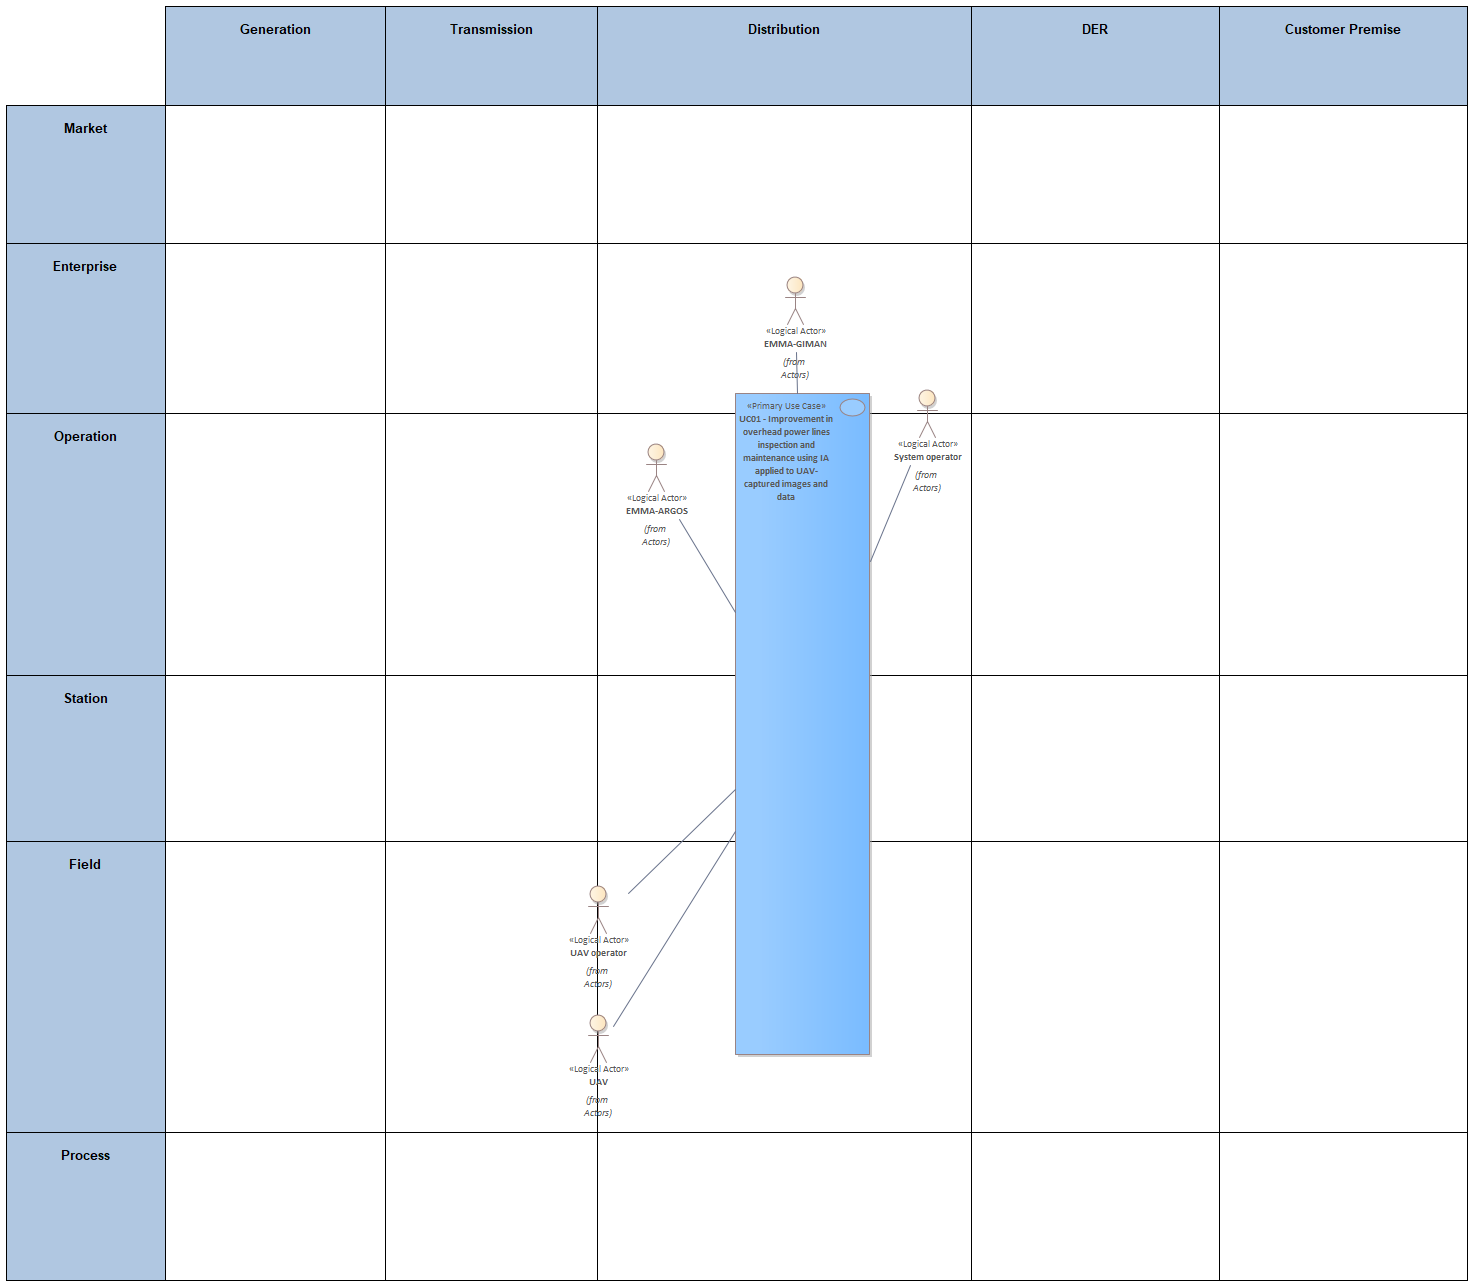 Generation
Transmission
Distribution
DER
Customer Premise
Market
Enterprise
«Logical Actor»
EMMA-GIMAN
(from
Actors)
«Primary Use Case»
UC01 - Improvement in
overhead power lines
inspection and
maintenance using IA
applied to UAV-
captured images and
data
«Logical Actor»
System operator
(from
Actors)
Operation
«Logical Actor»
EMMA-ARGOS
(from
Actors)
Station
Field
«Logical Actor»
UAV operator
(from
Actors)
«Logical Actor»
UAV
(from
Actors)
Process